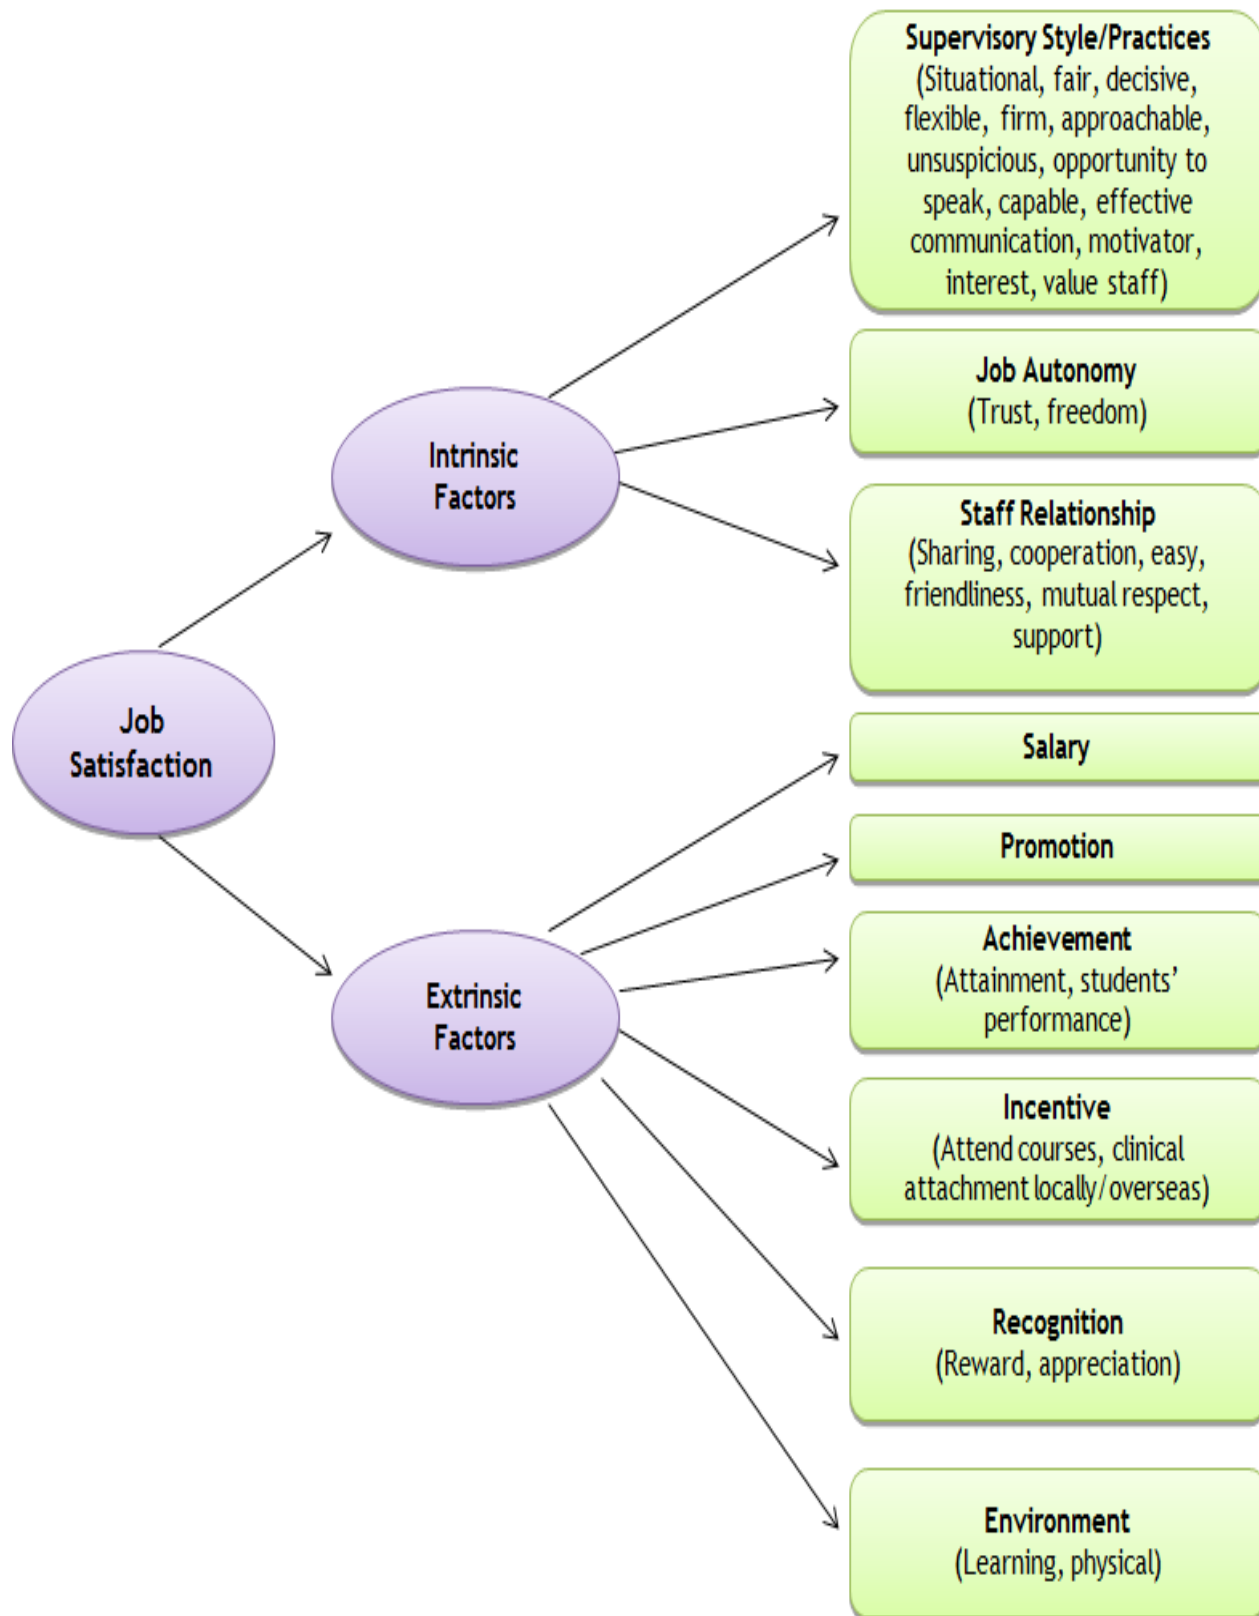 Supervisory Style/Practices
(Situational, fair, decisive,
flexible, firm, approachable,
unsuspicious, opportunity to
speak, capable, effective
communication, motivator,
interest, value staff)
Job Autonomy
(Trust, freedom)
Intrinsic
Factors
Staff Relationship
(Sharing, cooperation, easy,
friendliness, mutual respect,
support)
Job
Satisfaction
Salary
Promotion
Achievement
(Attainment, students’
performance)
Extrinsic
Factors
Incentive
(Attend courses, clinical
attachment locally/overseas)
Recognition
(Reward, appreciation)
Environment
(Learning, physical)